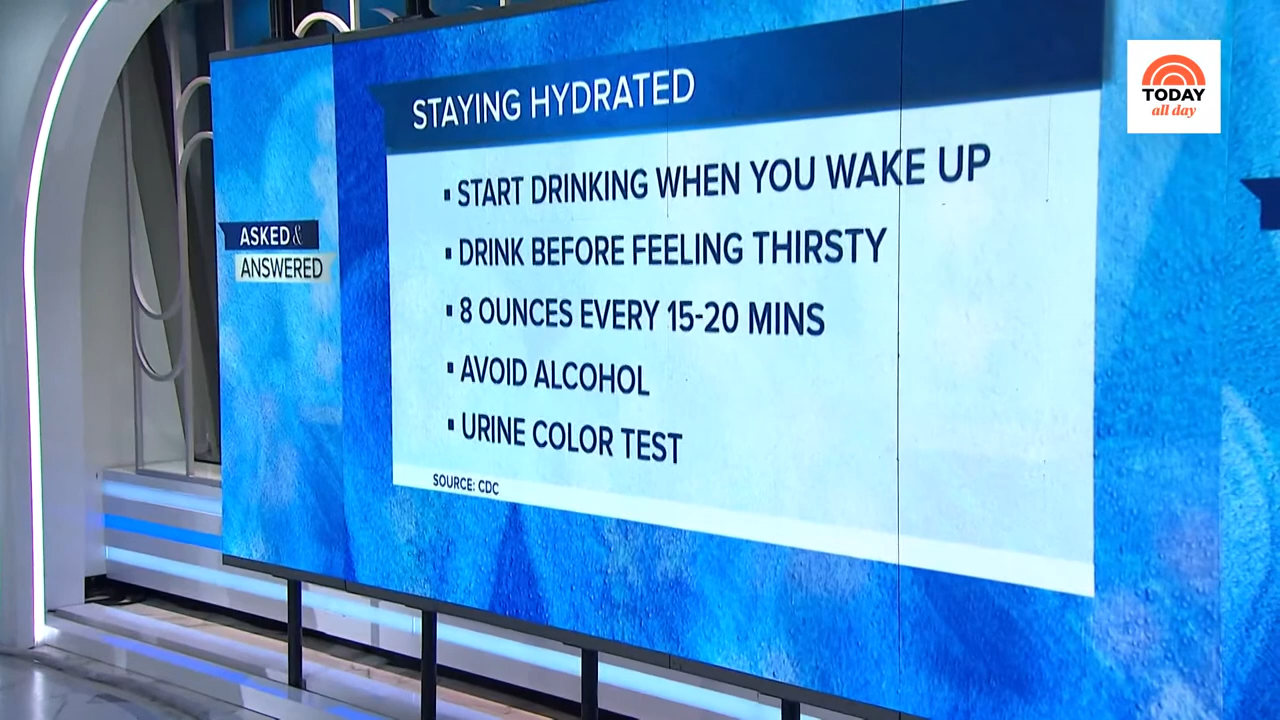 TODAY
all day
ASKED &
ANSWERED
STAYING HYDRATED
▪ START DRINKING WHEN YOU WAKE UP
▪ DRINK BEFORE FEELING THIRSTY
▪ 8 OUNCES EVERY 15-20 MINS
▪ AVOID ALCOHOL
▪ URINE COLOR TEST
SOURCE: CDC